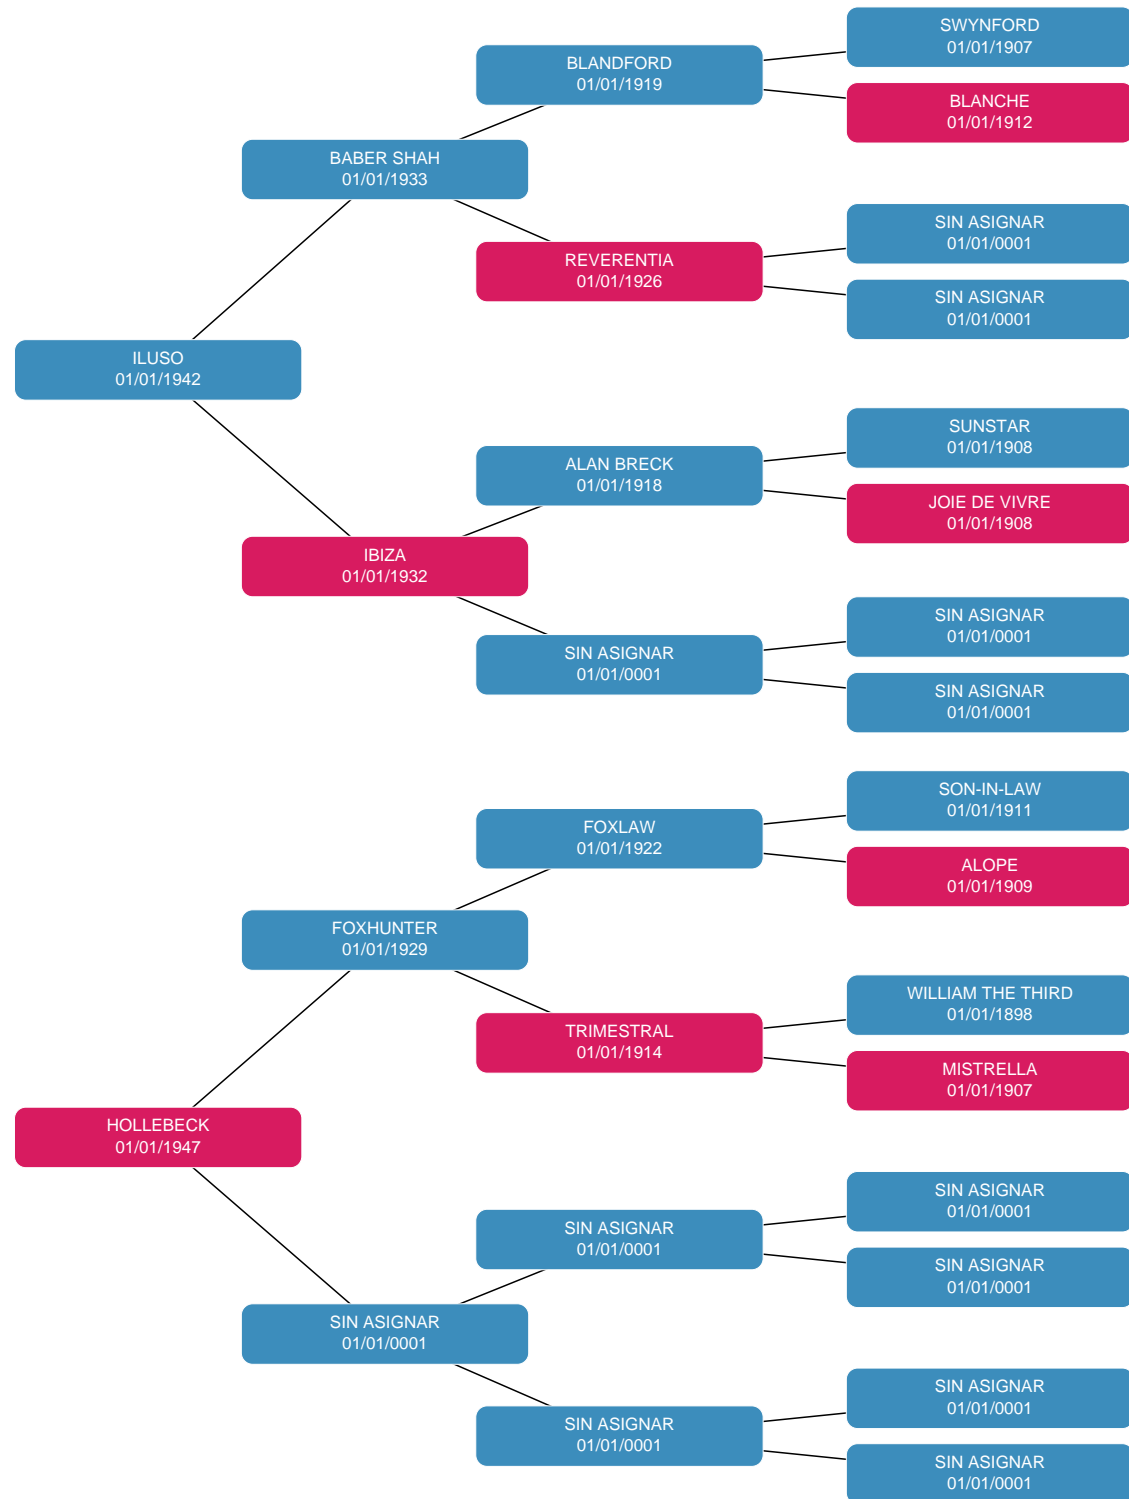 SWYNFORD
01/01/1907
BLANDFORD
01/01/1919
BLANCHE
01/01/1912
BABER SHAH
01/01/1933
SIN ASIGNAR
01/01/0001
REVERENTIA
01/01/1926
SIN ASIGNAR
01/01/0001
ILUSO
01/01/1942
SUNSTAR
01/01/1908
ALAN BRECK
01/01/1918
JOIE DE VIVRE
01/01/1908
IBIZA
01/01/1932
SIN ASIGNAR
01/01/0001
SIN ASIGNAR
01/01/0001
SIN ASIGNAR
01/01/0001
SON-IN-LAW
01/01/1911
FOXLAW
01/01/1922
ALOPE
01/01/1909
FOXHUNTER
01/01/1929
WILLIAM THE THIRD
01/01/1898
TRIMESTRAL
01/01/1914
MISTRELLA
01/01/1907
HOLLEBECK
01/01/1947
SIN ASIGNAR
01/01/0001
SIN ASIGNAR
01/01/0001
SIN ASIGNAR
01/01/0001
SIN ASIGNAR
01/01/0001
SIN ASIGNAR
01/01/0001
SIN ASIGNAR
01/01/0001
SIN ASIGNAR
01/01/0001